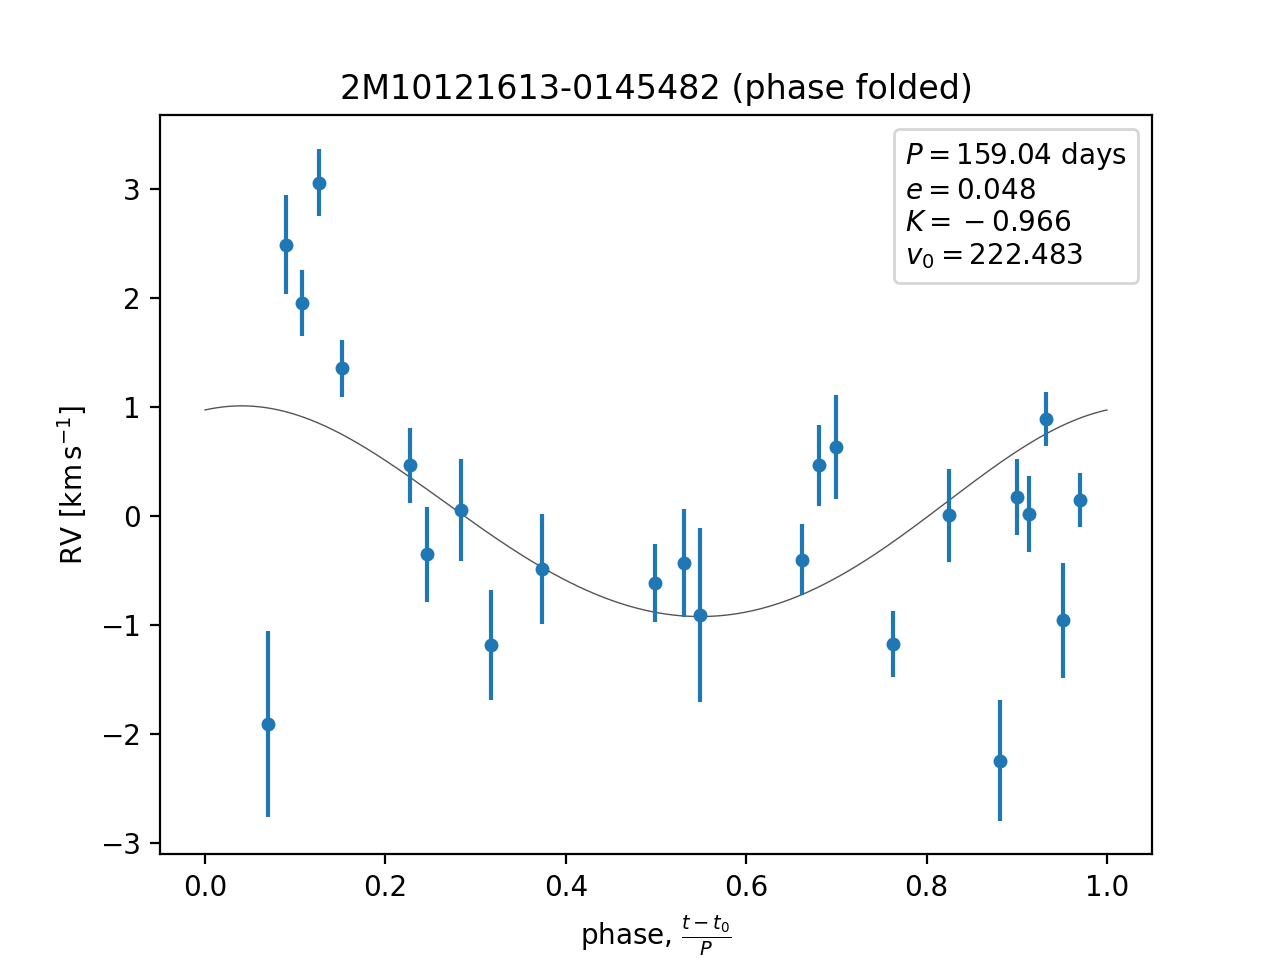 2M10121613-0145482 (phase folded)
P = 159.04 days
e = 0.048
K = −0.966
v₀ = 222.483
RV [km s⁻¹]
3
2
1
0
−1
−2
−3
0.0 0.2 0.4 0.6 0.8 1.0
phase, (t − t₀)/P